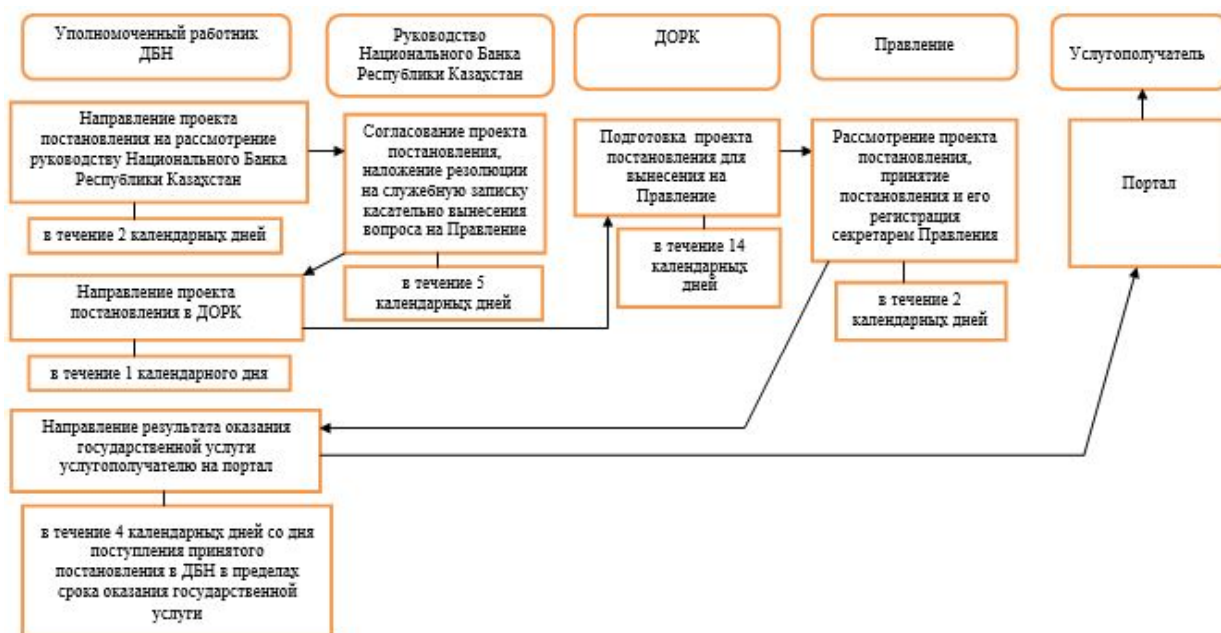 Уполномоченный работник
ДБН
Руководство
Национального Банка
Республики Казахстан
ДОРК
Правление
Услугополучатель
Направление проекта
постановления на рассмотрение
руководству Национального Банка
Республики Казахстан
в течение 2 календарных дней
Согласование проекта
постановления,
наложение резолюции
на служебную записку
касательно вынесения
вопроса на Правление
в течение 5
календарных дней
Подготовка проекта
постановления для
вынесения на
Правление
в течение 14
календарных
дней
Рассмотрение проекта
постановления,
принятие
постановления и его
регистрация
секретарем Правления
в течение 2
календарных дней
Портал
Направление проекта
постановления в ДОРК
в течение 1 календарного дня
Направление результата оказания
государственной услуги
услугополучателю на портал
в течение 4 календарных дней со дня
поступления принятого
постановления в ДБН в пределах
срока оказания государственной
услуги